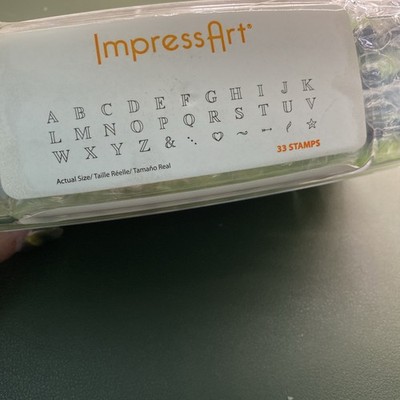 ImpressArt®
A B C D E F G H I J K
L M N O P Q R S T U V
W X Y Z & ⋱ ♡ ~ ↔ ☆
33 STAMPS
Actual Size/ Taille Réelle/ Tamaño Real